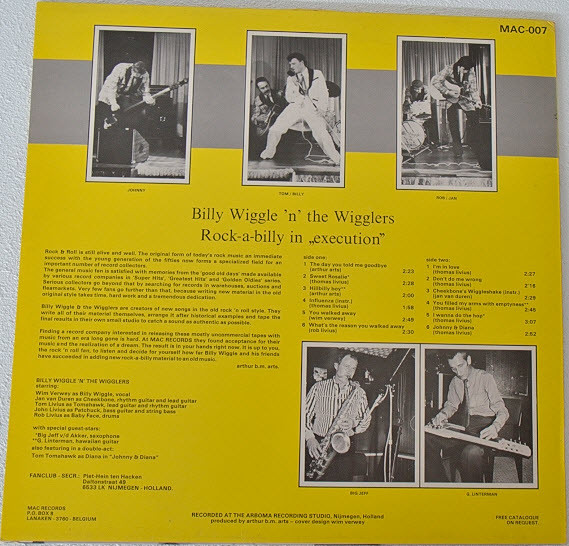 MAC-007
JOHNNY
TOM / BILLY
ROB / JAN
Billy Wiggle 'n' the Wigglers
Rock-a-billy in „execution"
Rock & Roll is still alive and well. The original form of today's rock music an immediate
success with the young generation of the fifties now forms a specialized field for an
important number of record collectors.
The general music fan is satisfied with memories from the 'good old days' made available
by various record companies in 'Super Hits', 'Greatest Hits' and 'Golden Oldies' series.
Serious collectors go beyond that by searching for records in warehouses, auctions and
fleamarkets. Very few fans go further than that, because writing new material in the old
original style takes time, hard work and a tremendous dedication.
Billy Wiggle & the Wigglers are creators of new songs in the old rock 'n roll style. They
write all of their material themselves, arrange it after historical examples and tape the
final results in their own small studio to catch a sound as authentic as possible.
Finding a record company interested in releasing these mostly uncommercial tapes with
music from an era long gone is hard. At MAC RECORDS they found acceptance for their
music and the realization of a dream. The result is in your hands right now. It is up to you,
the rock 'n roll fan, to listen and decide for yourself how far Billy Wiggle and his friends
have succeeded in adding new rock-a-billy material to an old music.
arthur b.m. arts.
side one:
1 The day you told me goodbye
(arthur arts) 2:23
2 Sweet Rosalie*
(thomas livius) 2:28
3 Hillbilly boy**
(arthur arts) 2:00
4 Influenza (instr.)
(thomas livius) 1:58
5 You walked away
(wim verwey) 2:48
6 What's the reason you walked away
(rob livius) 2:30
side two:
1 I'm in love
(thomas livius) 2:27
2 Don't do me wrong
(thomas livius) 2:18
3 Cheekbone's Wiggleshake (instr.)
(jan van duren) 2:29
4 You filled my arms with emptyness**
(thomas livius) 2:45
5 I wanna do the hop*
(thomas livius) 3:07
6 Johnny & Diana
(thomas livius) 2:52
BILLY WIGGLE 'N' THE WIGGLERS
starring:
Wim Verwey as Billy Wiggle, vocal
Jan van Duren as Cheekbone, rhythm guitar and lead guitar
Tom Livius as Tomahawk, lead guitar and rhythm guitar
John Livius as Patchuck, bass guitar and string bass
Rob Livius as Baby Face, drums
with special guest-stars:
*Big Jeff v/d Akker, saxophone
**G. Linterman, hawaiian guitar
also featuring in a double-act:
Tom Tomahawk as Diana in "Johnny & Diana"
BIG JEFF
G. LINTERMAN
FANCLUB - SECR.: Piet-Hein ten Hacken
Daltonstraat 49
6533 LK NIJMEGEN - HOLLAND.
MAC RECORDS
P.O. BOX 8
LANAKEN - 3760 - BELGIUM
RECORDED AT THE ARBOMA RECORDING STUDIO, Nijmegen, Holland
produced by arthur b.m. arts - cover design wim verwey
FREE CATALOGUE
ON REQUEST.